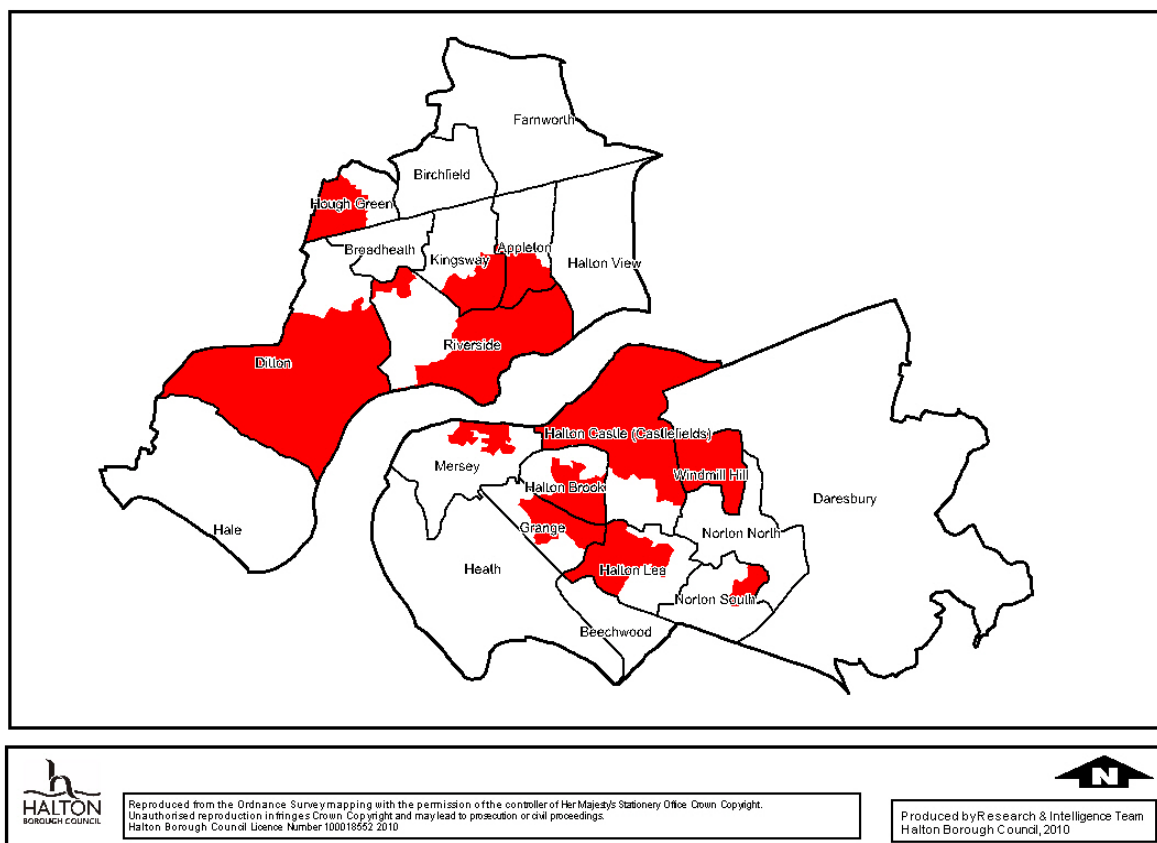 Farnworth
Birchfield
Hough Green
Broadheath
Appleton
Kingsway
Halton View
Riverside
Ditton
Halton Castle (Castlefields)
Mersey
Windmill Hill
Halton Brook
Daresbury
Hale
Grange
Norton North
Heath
Halton Lea
Norton South
Beechwood
N
HALTON
BOROUGH COUNCIL
Reproduced from the Ordnance Survey mapping with the permission of the controller of Her Majesty's Stationery Office Crown Copyright.
Unauthorised reproduction infringes Crown Copyright and may lead to prosecution or civil proceedings.
Halton Borough Council Licence Number 100018552 2010
Produced by Research & Intelligence Team
Halton Borough Council, 2010